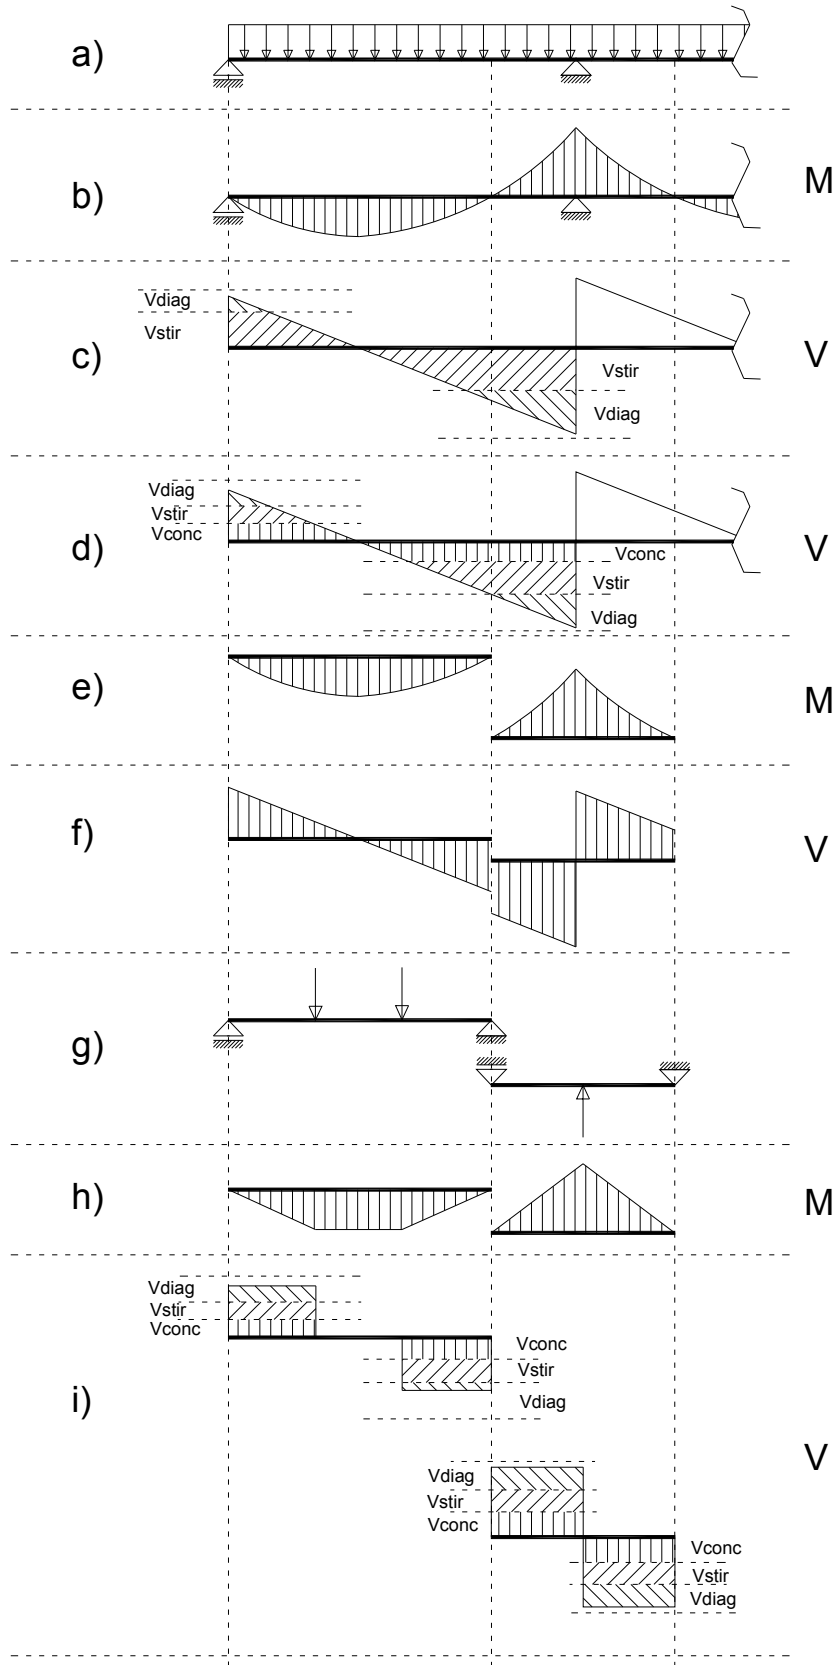 a)
b)
M
Vdiag
Vstir
c)
V
Vstir
Vdiag
Vdiag
Vstir
Vconc
d)
V
Vconc
Vstir
Vdiag
e)
M
f)
V
g)
h)
M
Vdiag
Vstir
Vconc
Vconc
Vstir
Vdiag
i)
V
Vdiag
Vstir
Vconc
Vconc
Vstir
Vdiag